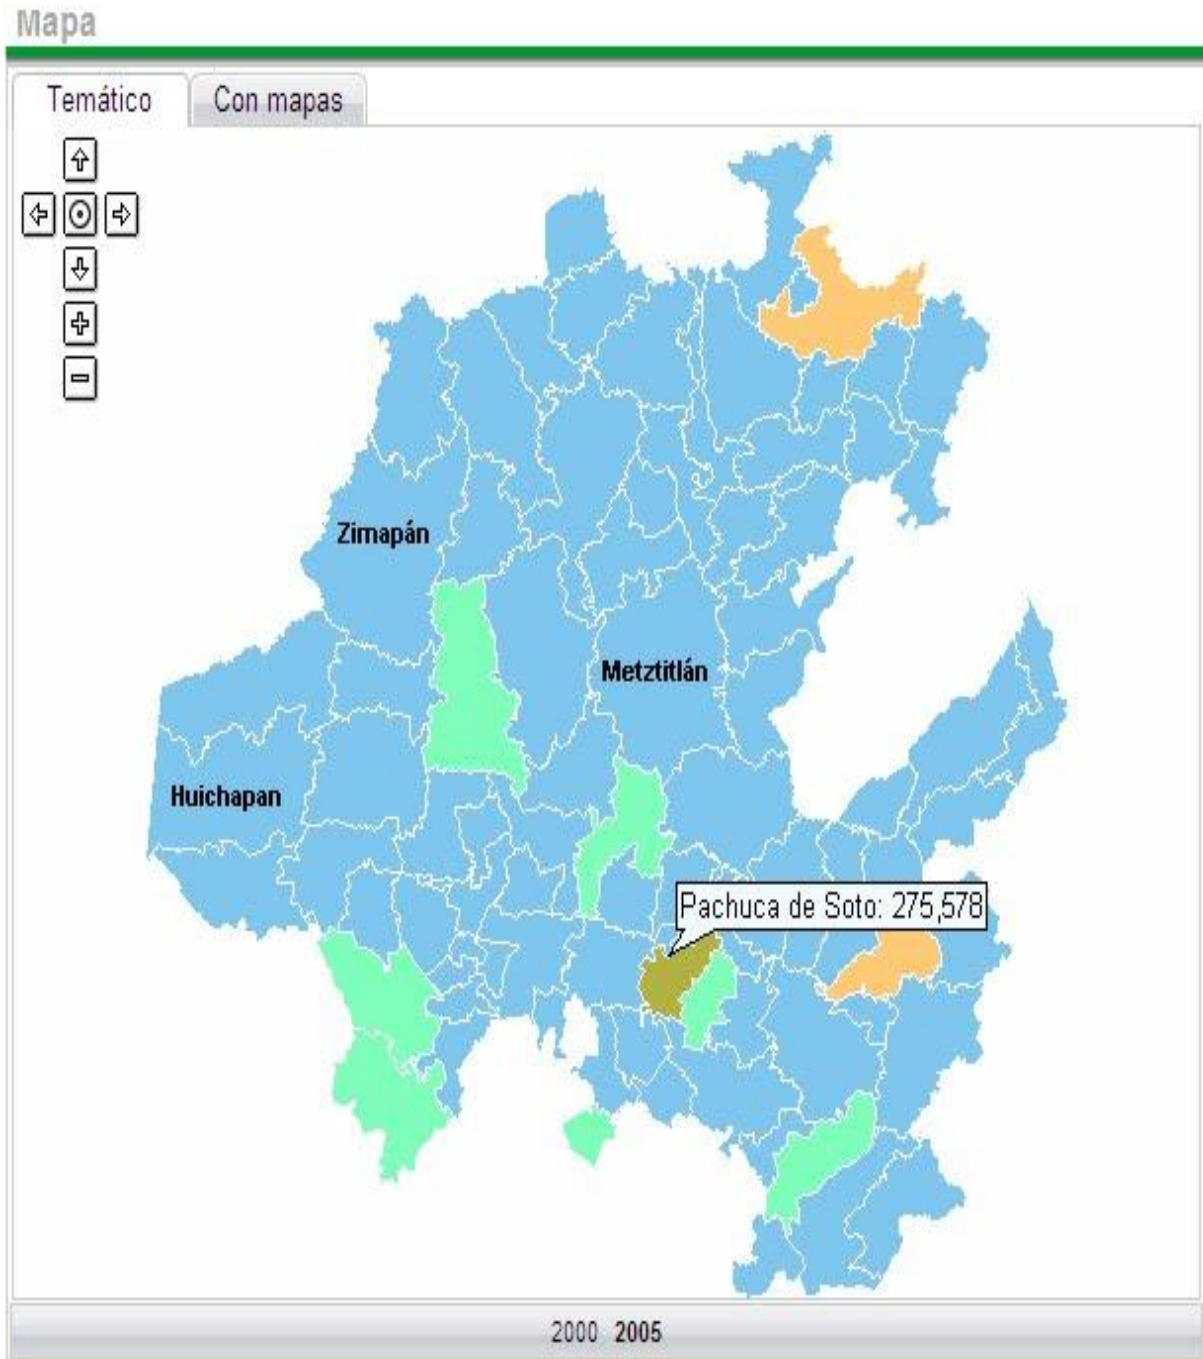 Mapa
Temático Con mapas
Zimapán
Metztitlán
Huichapan
Pachuca de Soto: 275,578
2000 2005